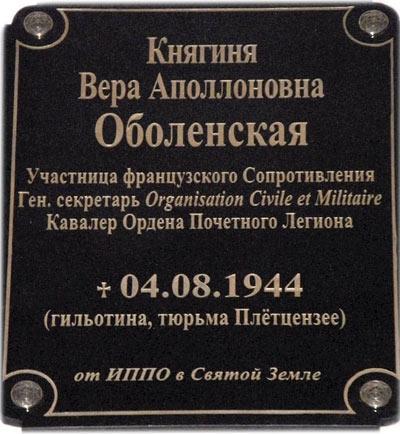 Княгиня
Вера Аполлоновна
Оболенская
Участница французского Сопротивления
Ген. секретарь Organisation Civile et Militaire
Кавалер Ордена Почетного Легиона
✝ 04.08.1944
(гильотина, тюрьма Плётцензее)
от ИППО в Святой Земле